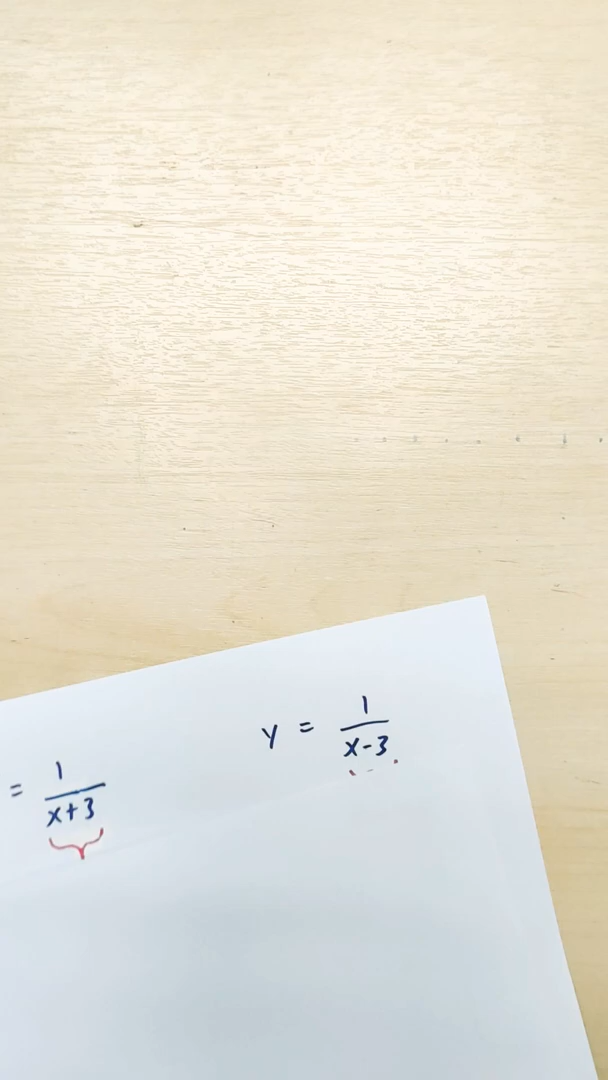 = 1/(x+3)
y = 1/(x-3)